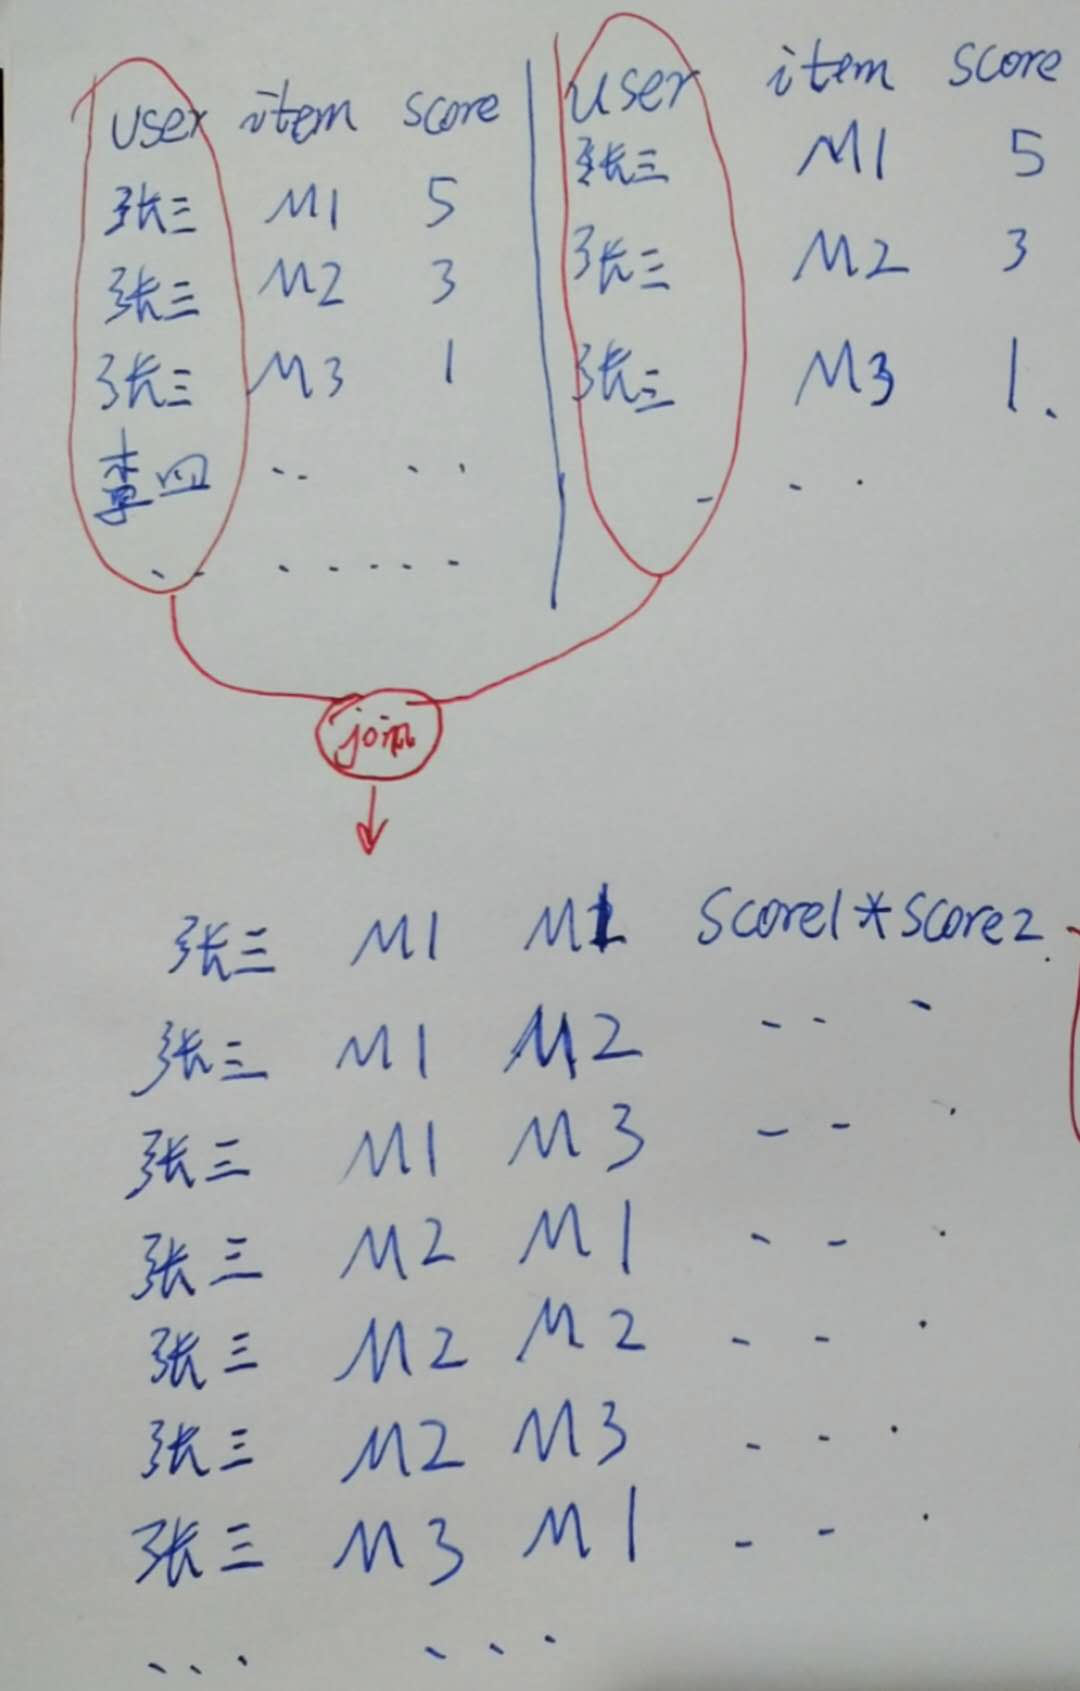 user item score
张三 M1 5
张三 M2 3
张三 M3 1
李四 .. ..
.. .....
user item score
张三 M1 5
张三 M2 3
张三 M3 1.
- - .
join
张三 M1 M1 score1*score2.
张三 M1 M2 - - -
张三 M1 M3 - - .
张三 M2 M1 - - .
张三 M2 M2 - - .
张三 M2 M3 - - .
张三 M3 M1 - - .
... ...